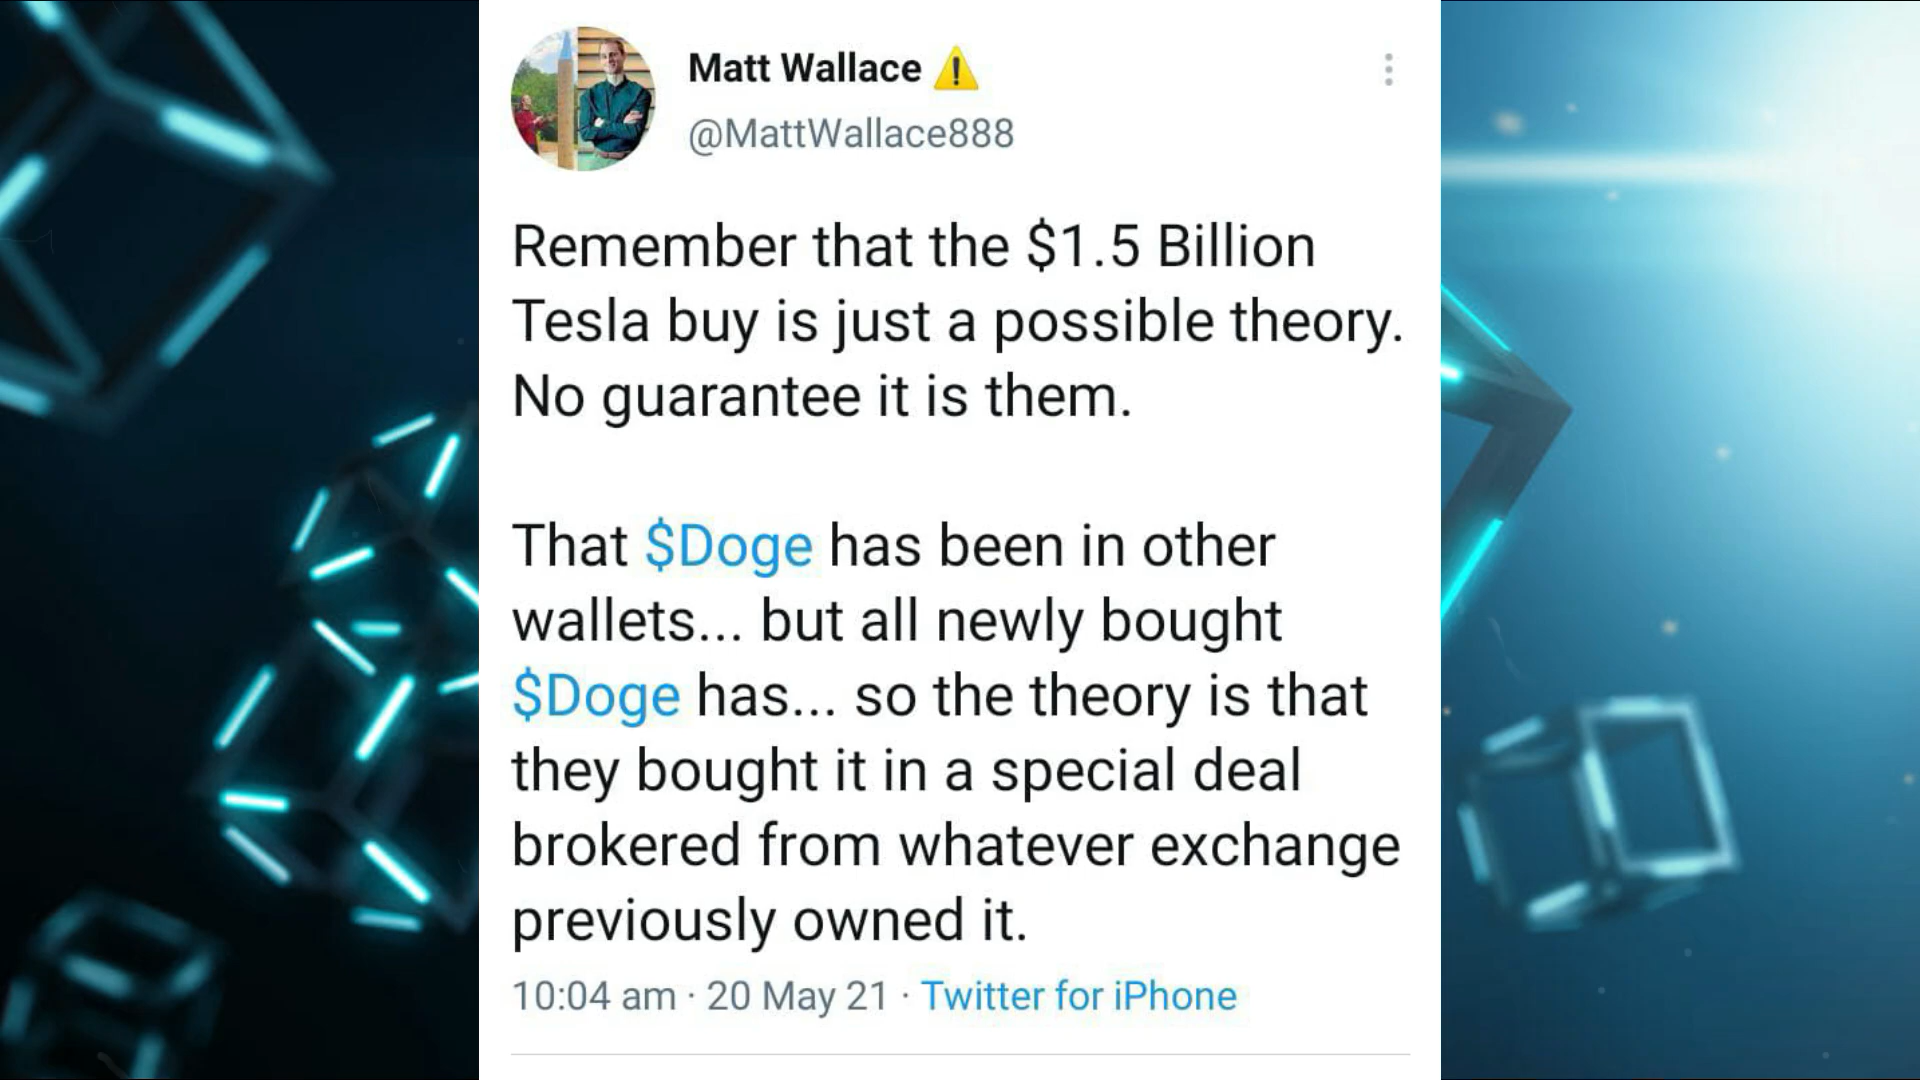 Matt Wallace ⚠️
@MattWallace888
Remember that the $1.5 Billion
Tesla buy is just a possible theory.
No guarantee it is them.
That $Doge has been in other
wallets... but all newly bought
$Doge has... so the theory is that
they bought it in a special deal
brokered from whatever exchange
previously owned it.
10:04 am · 20 May 21 · Twitter for iPhone